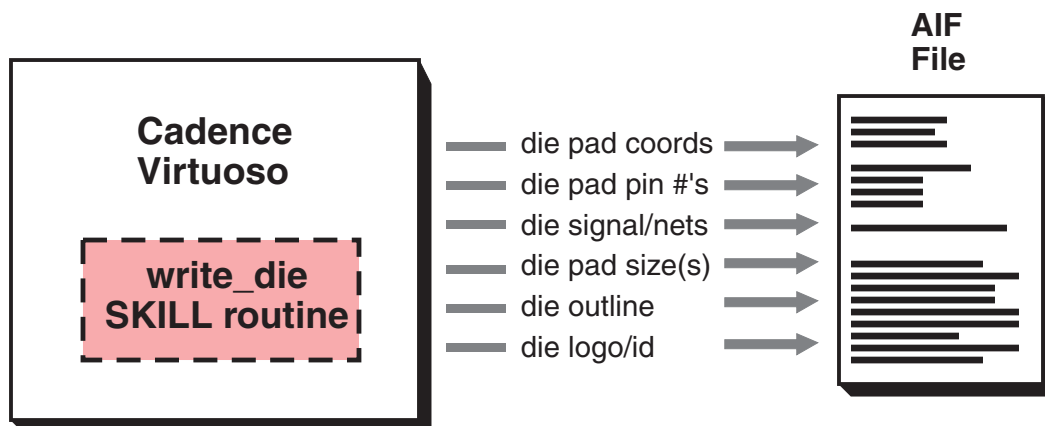 AIF
File
Cadence
Virtuoso
write_die
SKILL routine
die pad coords
die pad pin #'s
die signal/nets
die pad size(s)
die outline
die logo/id